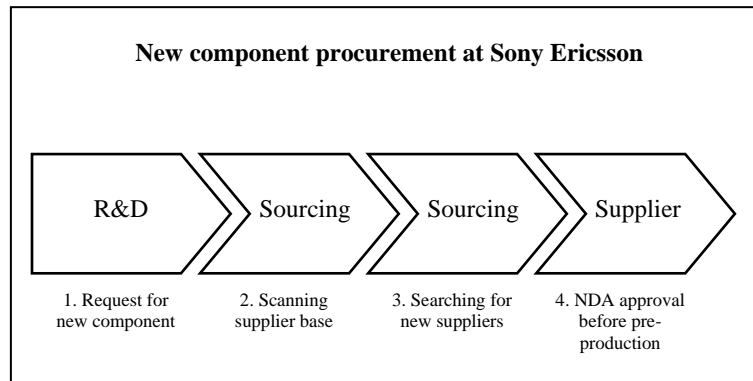 New component procurement at Sony Ericsson
R&D
Sourcing
Sourcing
Supplier
1. Request for
new component
2. Scanning
supplier base
3. Searching for
new suppliers
4. NDA approval
before pre-
production